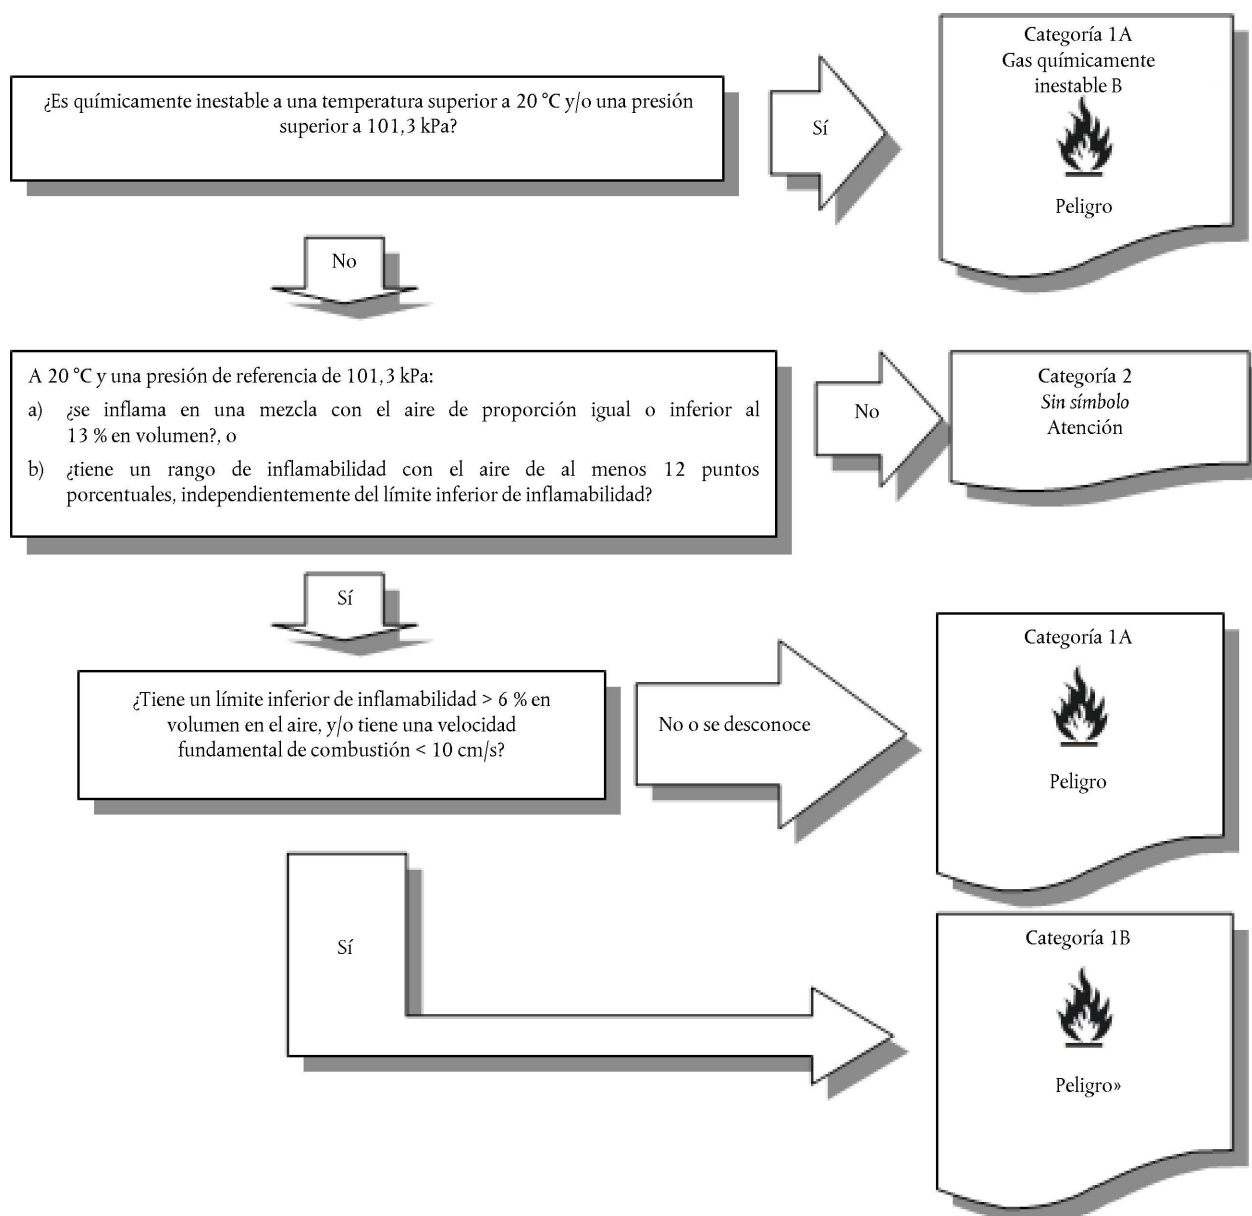 ¿Es químicamente inestable a una temperatura superior a 20 °C y/o una presión
superior a 101,3 kPa?
Sí
Categoría 1A
Gas químicamente
inestable B
Peligro
No
A 20 °C y una presión de referencia de 101,3 kPa:
a) ¿se inflama en una mezcla con el aire de proporción igual o inferior al
13 % en volumen?, o
b) ¿tiene un rango de inflamabilidad con el aire de al menos 12 puntos
porcentuales, independientemente del límite inferior de inflamabilidad?
No
Categoría 2
Sin símbolo
Atención
Sí
¿Tiene un límite inferior de inflamabilidad > 6 % en
volumen en el aire, y/o tiene una velocidad
fundamental de combustión < 10 cm/s?
No o se desconoce
Categoría 1A
Peligro
Sí
Categoría 1B
Peligro»